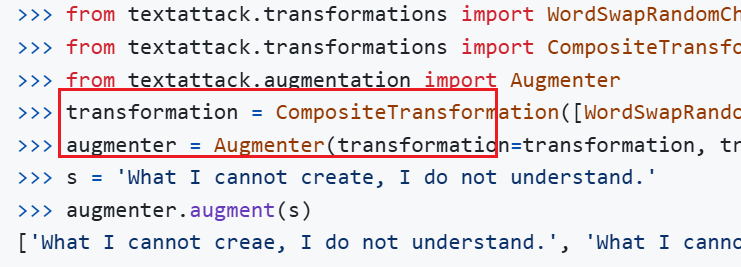 >>> from textattack.transformations import WordSwapRandomCh
>>> from textattack.transformations import CompositeTransfo
>>> from textattack.augmentation import Augmenter
>>> transformation = CompositeTransformation([WordSwapRando
>>> augmenter = Augmenter(transformation=transformation, tr
>>> s = 'What I cannot create, I do not understand.'
>>> augmenter.augment(s)
['What I cannot creae, I do not understand.', 'What I canno